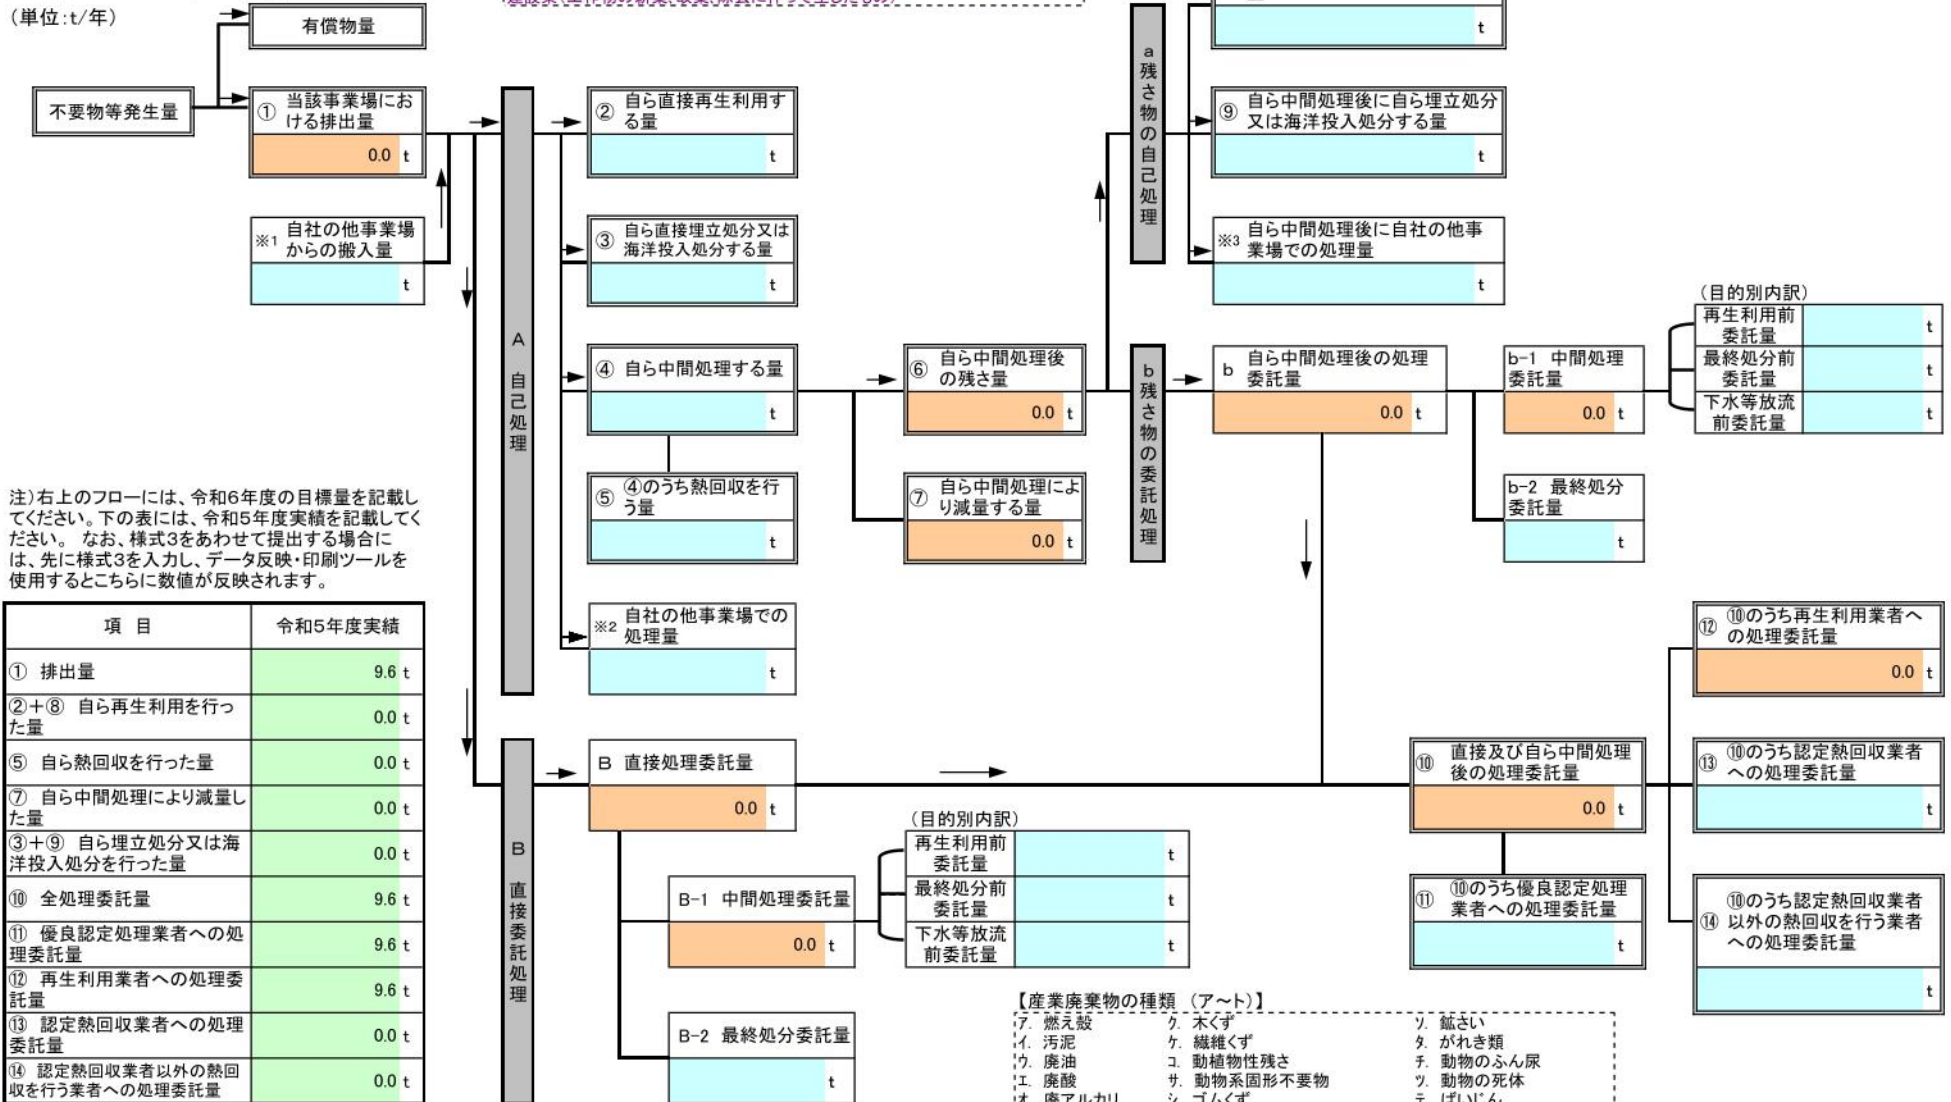 (単位:t/年)
有償物量
t
不要物等発生量
① 当該事業場にお
ける排出量
0.0 t
※1 自社の他事業場
からの搬入量
t
A 自己処理
② 自ら直接再生利用す
る量
t
③ 自ら直接埋立処分又は
海洋投入処分する量
t
④ 自ら中間処理する量
t
⑤ ④のうち熱回収を行
う量
t
※2 自社の他事業場での
処理量
t
⑥ 自ら中間処理後
の残さ量
0.0 t
⑦ 自ら中間処理によ
り減量する量
0.0 t
a 残さ物の自己処理
⑨ 自ら中間処理後に自ら埋立処分
又は海洋投入処分する量
t
※3 自ら中間処理後に自社の他事
業場での処理量
t
b 残さ物の委託処理
b 自ら中間処理後の処理
委託量
0.0 t
b-1 中間処理
委託量
0.0 t
b-2 最終処分
委託量
t
(目的別内訳)
再生利用前
委託量
t
最終処分前
委託量
t
下水等放流
前委託量
t
注)右上のフローには、令和6年度の目標量を記載し
てください。下の表には、令和5年度実績を記載してく
ださい。 なお、様式3をあわせて提出する場合に
は、先に様式3を入力し、データ反映・印刷ツールを
使用するとこちらに数値が反映されます。
項 目 令和5年度実績
① 排出量 9.6 t
②+⑧ 自ら再生利用を行っ
た量 0.0 t
⑤ 自ら熱回収を行った量 0.0 t
⑦ 自ら中間処理により減量し
た量 0.0 t
③+⑨ 自ら埋立処分又は海
洋投入処分を行った量 0.0 t
⑩ 全処理委託量 9.6 t
⑪ 優良認定処理業者への処
理委託量 9.6 t
⑫ 再生利用業者への処理委
託量 9.6 t
⑬ 認定熱回収業者への処理
委託量 0.0 t
⑭ 認定熱回収業者以外の熱回
収を行う業者への処理委託量 0.0 t
B 直接委託処理
B 直接処理委託量
0.0 t
B-1 中間処理委託量
0.0 t
B-2 最終処分委託量
t
(目的別内訳)
再生利用前
委託量
t
最終処分前
委託量
t
下水等放流
前委託量
t
⑩ 直接及び自ら中間処理
後の処理委託量
0.0 t
⑪ ⑩のうち優良認定処理
業者への処理委託量
t
⑫ ⑩のうち再生利用業者へ
の処理委託量
0.0 t
⑬ ⑩のうち認定熱回収業者
への処理委託量
t
⑩のうち認定熱回収業者
⑭ 以外の熱回収を行う業者
への処理委託量
t
【産業廃棄物の種類 (ア~ト)】
ア. 燃え殻 ク. 木くず ソ. 鉱さい
イ. 汚泥 ケ. 繊維くず タ. がれき類
ウ. 廃油 コ. 動植物性残さ チ. 動物のふん尿
エ. 廃酸 サ. 動物系固形不要物 ツ. 動物の死体
オ. 廃アルカリ シ. ゴムくず テ. ばいじん